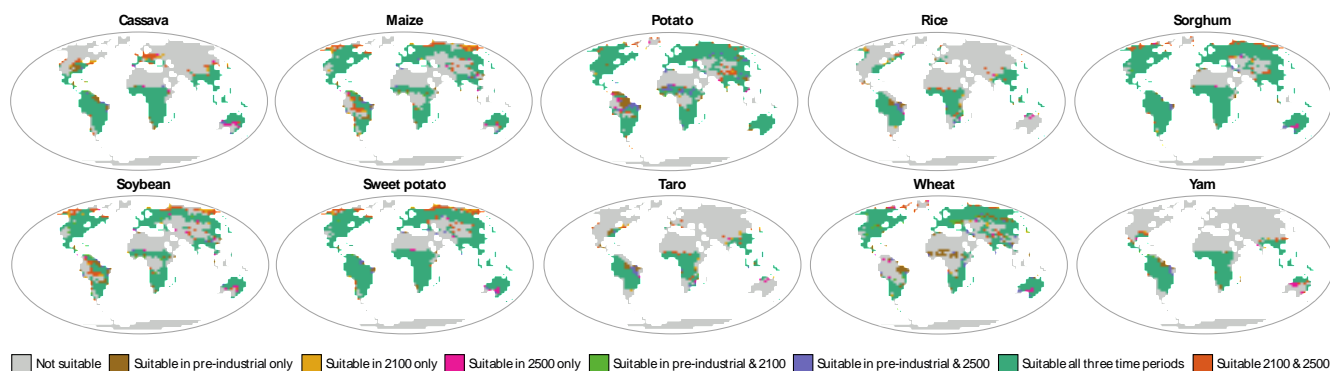 Cassava Maize Potato Rice Sorghum
Soybean Sweet potato Taro Wheat Yam
Not suitable Suitable in pre-industrial only Suitable in 2100 only Suitable in 2500 only Suitable in pre-industrial & 2100 Suitable in pre-industrial & 2500 Suitable all three time periods Suitable 2100 & 2500